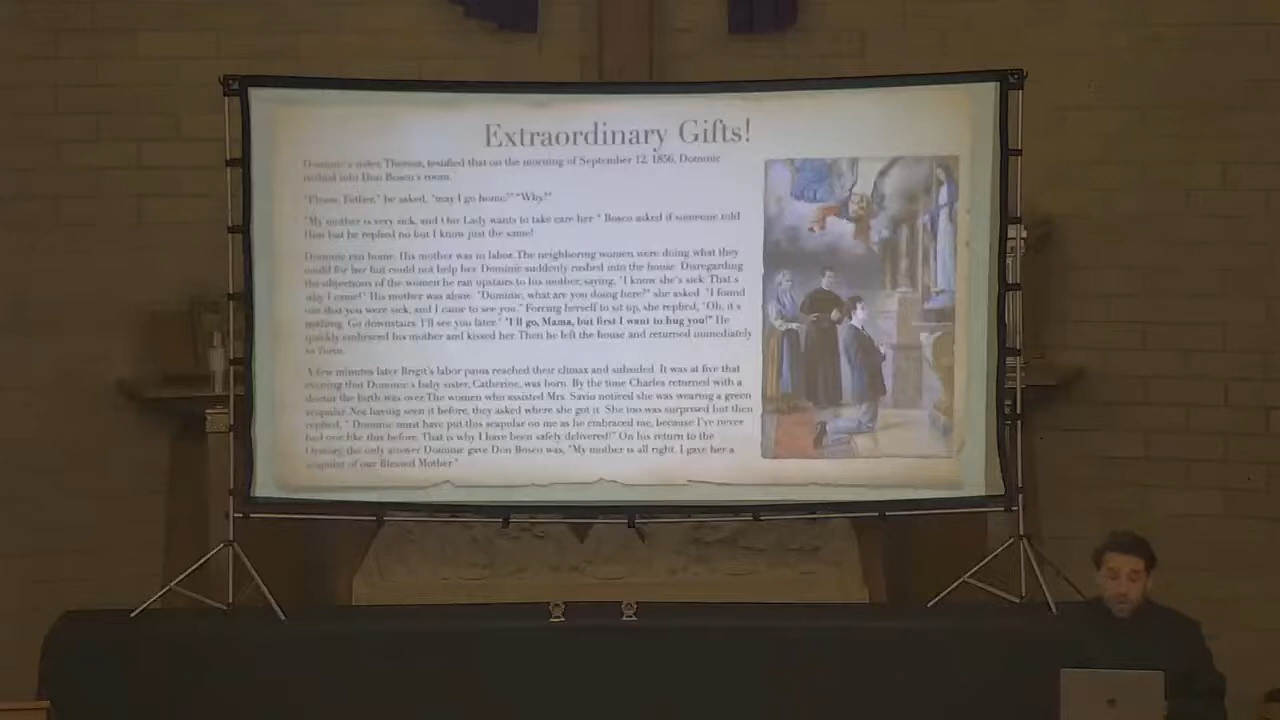 Extraordinary Gifts!
Dominic's sister, Theresa, testified that on the morning of September 12, 1856, Dominic
rushed into Don Bosco's room.
"Please, Father," he asked, "may I go home?" "Why?"
"My mother is very sick, and Our Lady wants to take care her " Bosco asked if someone told
Him but he replied no but I know just the same!
Dominic ran home. His mother was in labor. The neighboring women were doing what they
could for her but could not help her. Dominic suddenly rushed into the house. Disregarding
the objections of the women he ran upstairs to his mother, saying, "I know she's sick. That's
why I came!" His mother was alone. "Dominic, what are you doing here?" she asked. "I found
out that you were sick, and I came to see you." Forcing herself to sit up, she replied, "Oh, it's
nothing. Go downstairs. I'll see you later." "I'll go, Mama, but first I want to hug you!" He
quickly embraced his mother and kissed her. Then he left the house and returned immediately
to Turin.
A few minutes later Brigit's labor pains reached their climax and subsided. It was at five that
evening that Dominic's baby sister, Catherine, was born. By the time Charles returned with a
doctor the birth was over. The women who assisted Mrs. Savio noticed she was wearing a green
scapular. Not having seen it before, they asked where she got it. She too was surprised but then
replied, " Dominic must have put this scapular on me as he embraced me, because I've never
had one like this before. That is why I have been safely delivered!" On his return to the
Oratory, the only answer Dominic gave Don Bosco was, "My mother is all right. I gave her a
scapular of our Blessed Mother"